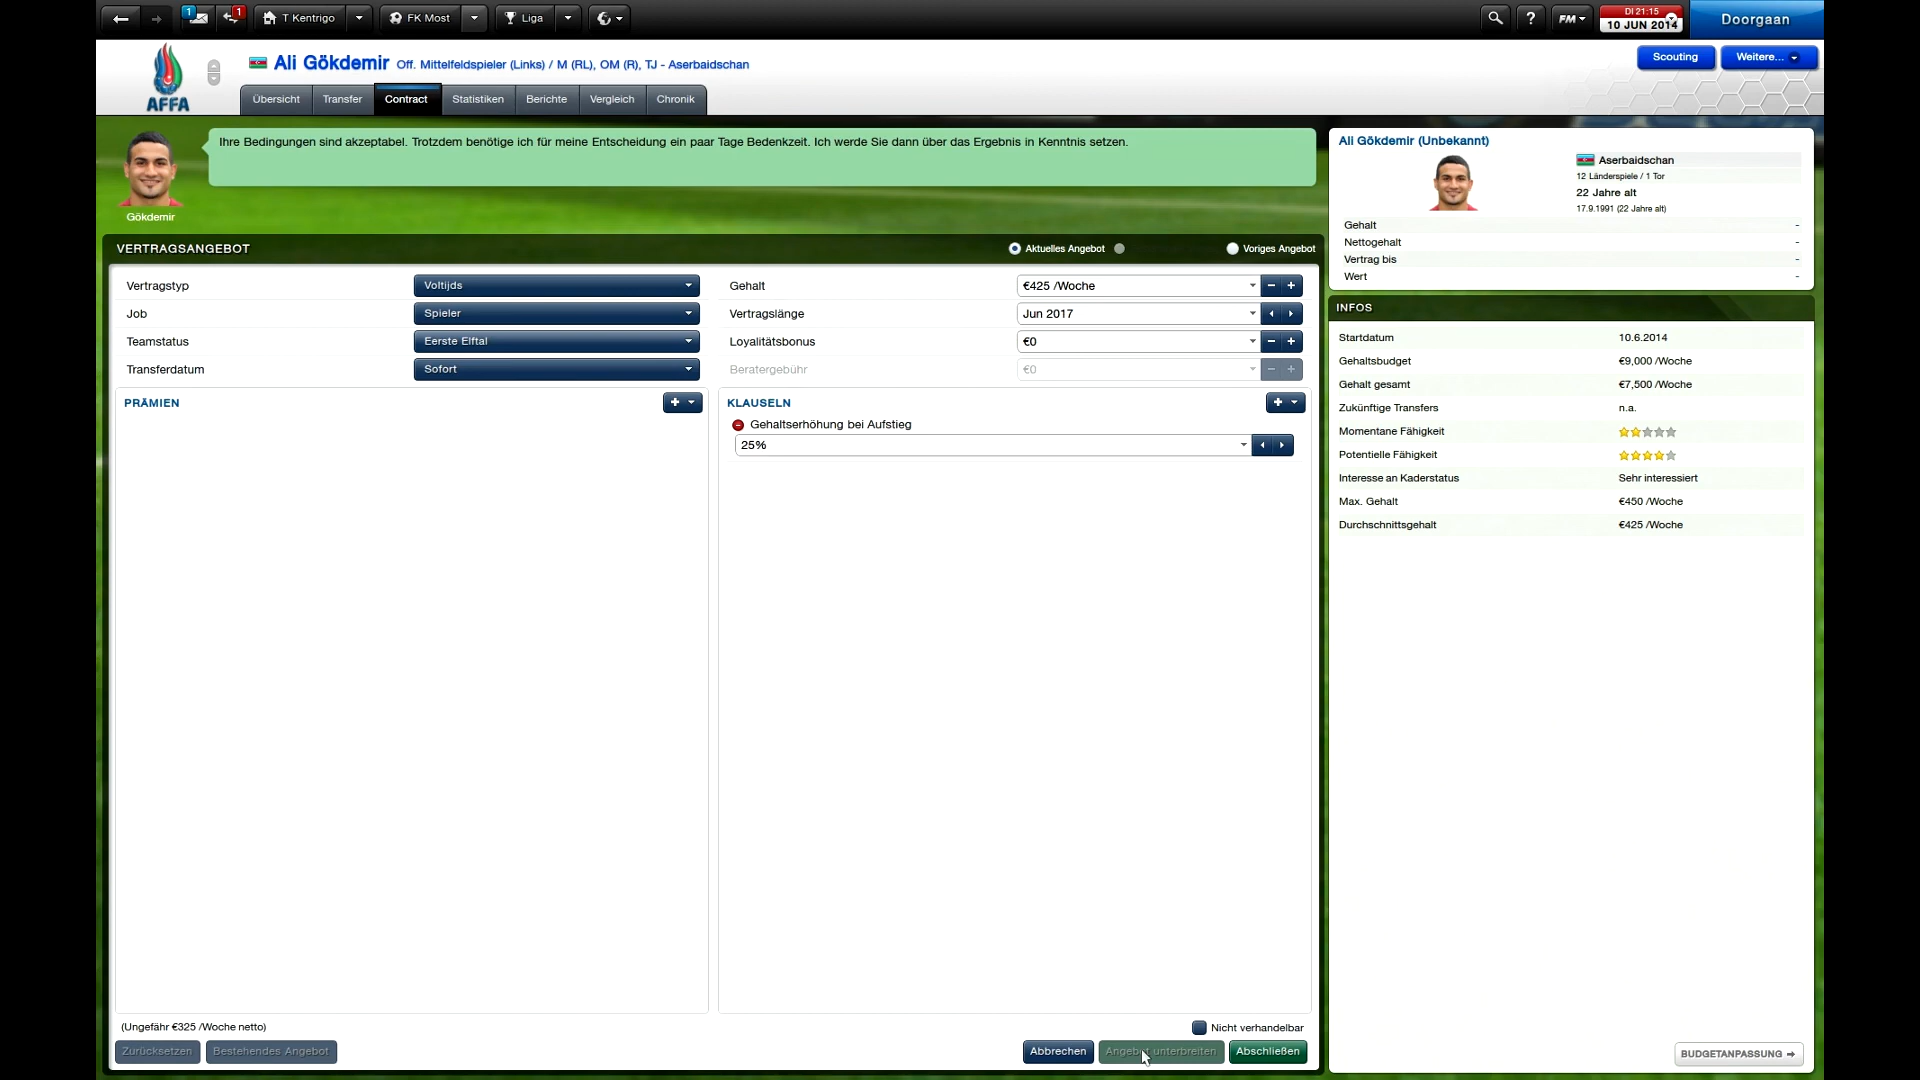 1
1
T Kentrigo
FK Most
Liga
?
FM
DI 21:15
10 JUN 2014
Doorgaan
AFFA
Ali Gökdemir Off. Mittelfeldspieler (Links) / M (RL), OM (R), TJ - Aserbaidschan
Scouting
Weitere...
Übersicht
Transfer
Contract
Statistiken
Berichte
Vergleich
Chronik
Ihre Bedingungen sind akzeptabel. Trotzdem benötige ich für meine Entscheidung ein paar Tage Bedenkzeit. Ich werde Sie dann über das Ergebnis in Kenntnis setzen.
Gökdemir
VERTRAGSANGEBOT
Aktuelles Angebot
Voriges Angebot
Vertragstyp
Voltijds
Job
Spieler
Teamstatus
Eerste Elftal
Transferdatum
Sofort
Gehalt
€425 /Woche
Vertragslänge
Jun 2017
Loyalitätsbonus
€0
Beratergebühr
€0
PRÄMIEN
KLAUSELN
Gehaltserhöhung bei Aufstieg
25%
(Ungefähr €325 /Woche netto)
Nicht verhandelbar
Zurücksetzen
Bestehendes Angebot
Abbrechen
Angebot unterbreiten
Abschließen
Ali Gökdemir (Unbekannt)
Aserbaidschan
12 Länderspiele / 1 Tor
22 Jahre alt
17.9.1991 (22 Jahre alt)
Gehalt -
Nettogehalt -
Vertrag bis -
Wert -
INFOS
Startdatum 10.6.2014
Gehaltsbudget €9,000 /Woche
Gehalt gesamt €7,500 /Woche
Zukünftige Transfers n.a.
Momentane Fähigkeit
Potentielle Fähigkeit
Interesse an Kaderstatus Sehr interessiert
Max. Gehalt €450 /Woche
Durchschnittsgehalt €425 /Woche
BUDGETANPASSUNG